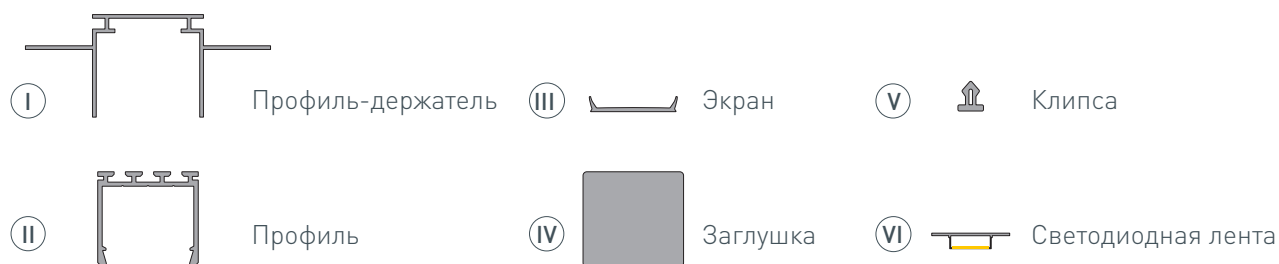 I Профиль-держатель
III Экран
V Клипса
II Профиль
IV Заглушка
VI Светодиодная лента